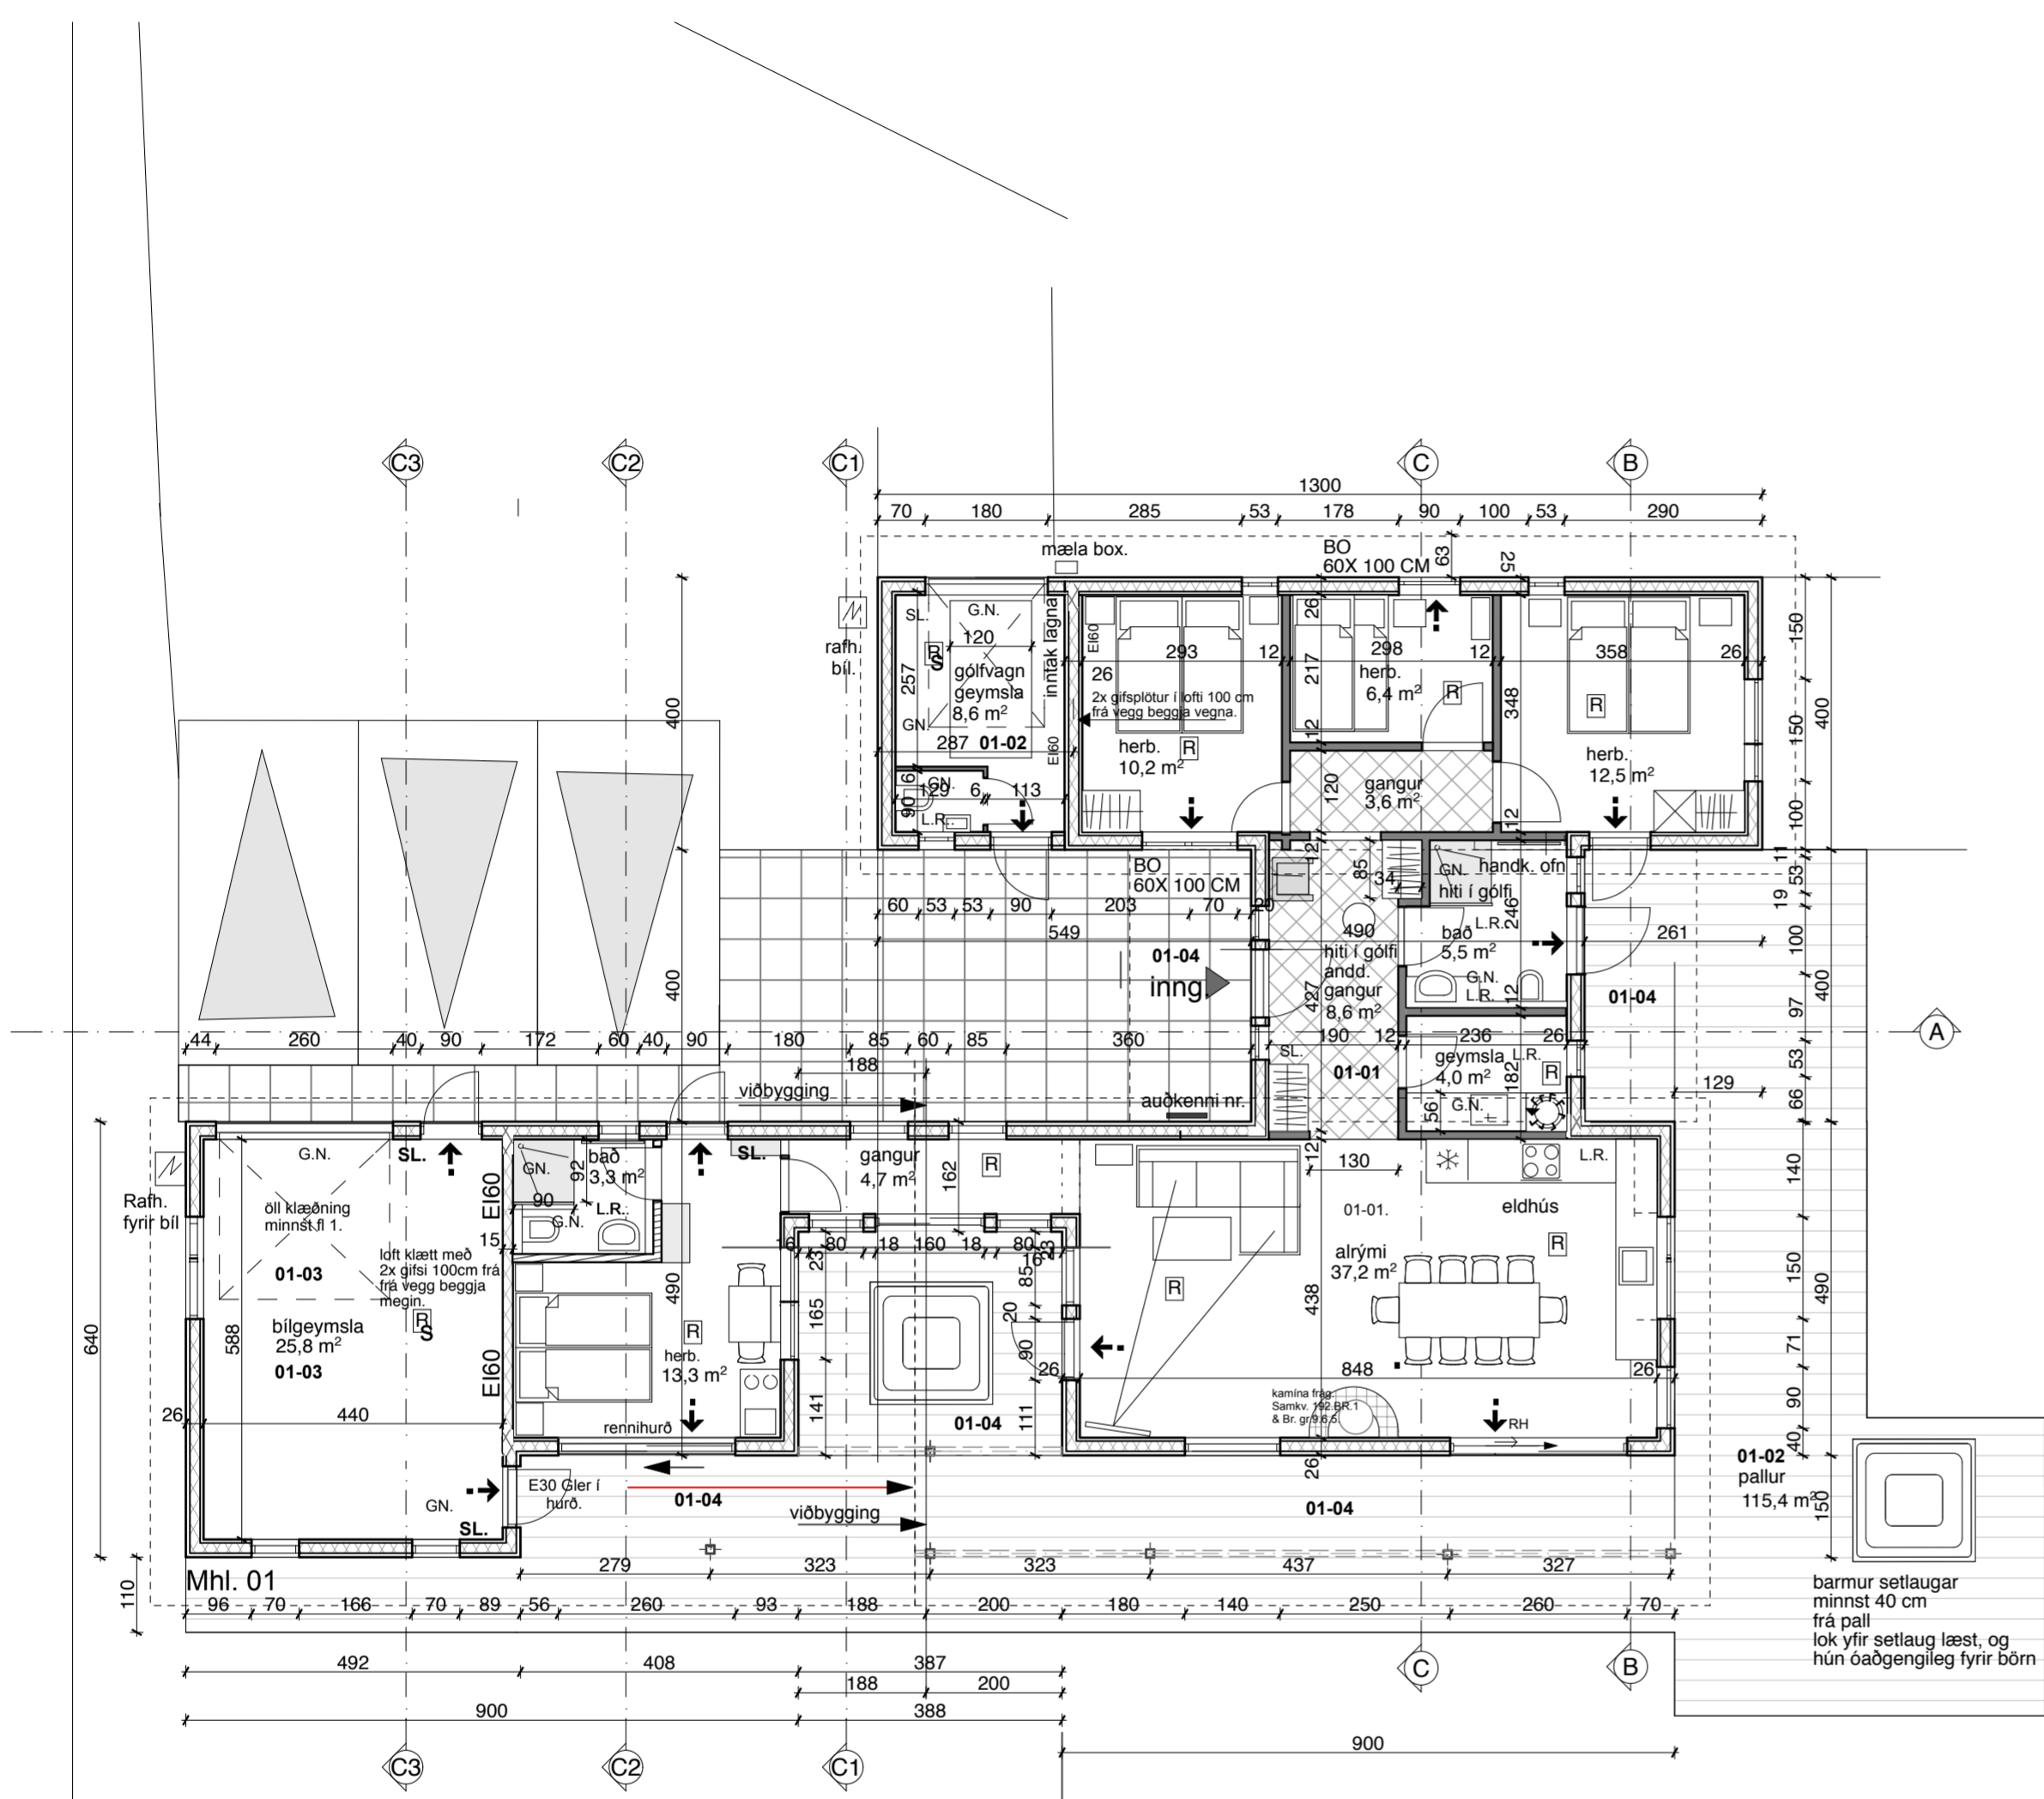 C3
C2
C1
C
B
1300
70
180
285
53
178
90
100
53
290
mæla box.
BO
60X 100 CM
63
25
rafh.
bíl.
SL.
G.N.
120
R
S
257
gólfvagn
geymsla
8,6 m²
GN.
287
01-02
inntak lagna
EI60
EI60
26
293
12
2x gifsplötur í lofti 100 cm
frá vegg beggja vegna.
herb.
10,2 m²
R
26
217
298
12
herb.
6,4 m²
R
12
348
358
26
R
herb.
12,5 m²
150
150
100
400
400
6
90
129
GN.
6
113
L.R..
120
gangur
3,6 m²
12
BO
60X 100 CM
60
53
53
90
203
70
20
549
12
85
34
GN.
handk. ofn
hiti í gólfi
246
L.R.
bað
5,5 m²
G.N.
L.R.
12
490
hiti í gólfi
andd.
gangur
8,6 m²
427
01-04
inng
261
01-04
11
53
19
100
97
53
66
400
400
A
44
260
40
90
172
60
40
90
180
85
60
85
360
188
viðbygging
auðkenni nr.
SL.
190
12
236
26
geymsla
4,0 m²
L.R.
182
R
01-01
56
G.N.
129
G.N.
SL.
EI60
GN.
92
bað
3,3 m²
90
G.N.
L.R.
SL.
gangur
4,7 m²
162
R
12
130
L.R.
01-01.
eldhús
140
Rafh.
fyrir bíl
öll klæðning
minnst fl 1.
loft klætt með
2x gifsi 100cm frá
frá vegg beggja
megin.
15
01-03
R
S
bílgeymsla
25,8 m²
01-03
588
640
EI60
490
R
herb.
13,3 m²
16
80
18
160
18
80
16
23
23
165
141
85
20
90
111
26
R
alrými
37,2 m²
438
R
848
26
150
490
71
90
40
26
440
rennihurð
01-04
kamína frág.
Samkv. 192.BR.1
& Br. gr.9.6.5.
RH
26
01-02
pallur
115,4 m²
150
GN.
SL.
E30 Gler í
hurð.
01-04
viðbygging
01-04
279
323
323
437
327
Mhl. 01
110
96
70
166
70
89
56
260
93
188
200
180
140
250
260
70
barmur setlaugar
minnst 40 cm
frá pall
lok yfir setlaug læst, og
hún óaðgengileg fyrir börn
492
408
387
188
200
900
388
900
C
B
C3
C2
C1